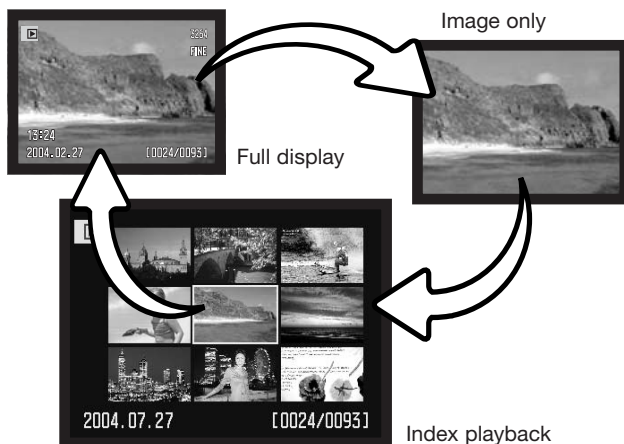 Image only
3264
FINE
13:24
2004.02.27 [0024/0093]
Full display
2004.07.27 [0024/0093]
Index playback